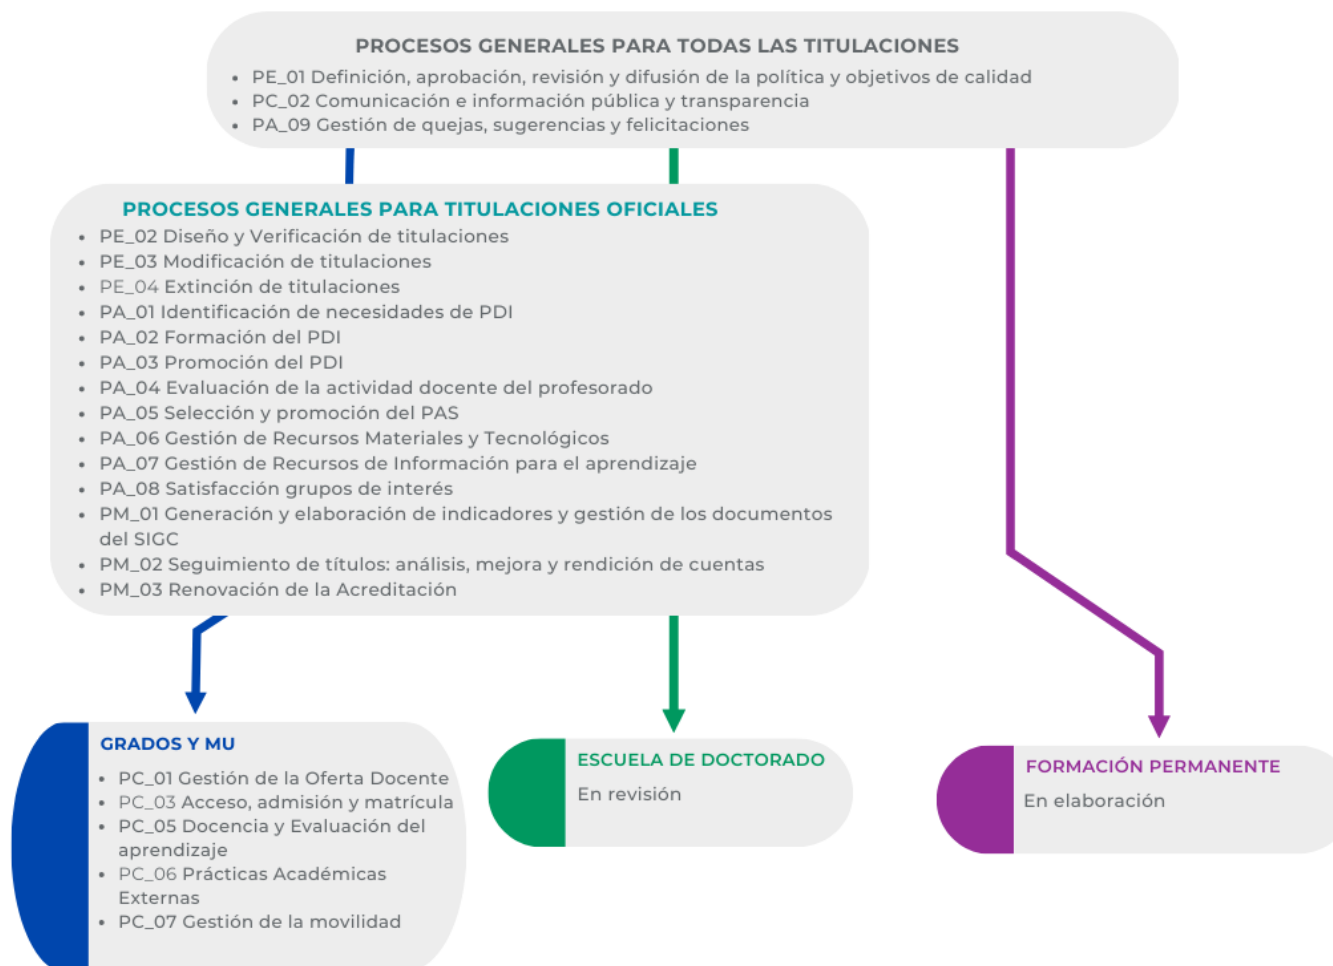 PROCESOS GENERALES PARA TODAS LAS TITULACIONES
• PE_01 Definición, aprobación, revisión y difusión de la política y objetivos de calidad
• PC_02 Comunicación e información pública y transparencia
• PA_09 Gestión de quejas, sugerencias y felicitaciones
PROCESOS GENERALES PARA TITULACIONES OFICIALES
• PE_02 Diseño y Verificación de titulaciones
• PE_03 Modificación de titulaciones
• PE_04 Extinción de titulaciones
• PA_01 Identificación de necesidades de PDI
• PA_02 Formación del PDI
• PA_03 Promoción del PDI
• PA_04 Evaluación de la actividad docente del profesorado
• PA_05 Selección y promoción del PAS
• PA_06 Gestión de Recursos Materiales y Tecnológicos
• PA_07 Gestión de Recursos de Información para el aprendizaje
• PA_08 Satisfacción grupos de interés
• PM_01 Generación y elaboración de indicadores y gestión de los documentos
del SIGC
• PM_02 Seguimiento de títulos: análisis, mejora y rendición de cuentas
• PM_03 Renovación de la Acreditación
GRADOS Y MU
• PC_01 Gestión de la Oferta Docente
• PC_03 Acceso, admisión y matrícula
• PC_05 Docencia y Evaluación del
aprendizaje
• PC_06 Prácticas Académicas
Externas
• PC_07 Gestión de la movilidad
ESCUELA DE DOCTORADO
En revisión
FORMACIÓN PERMANENTE
En elaboración